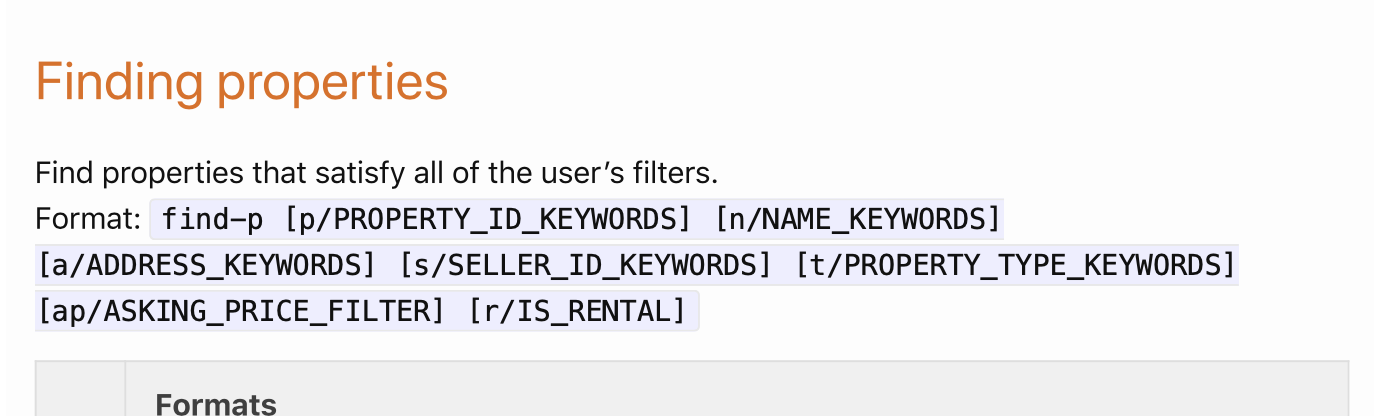 Finding properties
Find properties that satisfy all of the user’s filters.
Format: find-p [p/PROPERTY_ID_KEYWORDS] [n/NAME_KEYWORDS]
[a/ADDRESS_KEYWORDS] [s/SELLER_ID_KEYWORDS] [t/PROPERTY_TYPE_KEYWORDS]
[ap/ASKING_PRICE_FILTER] [r/IS_RENTAL]
Formats